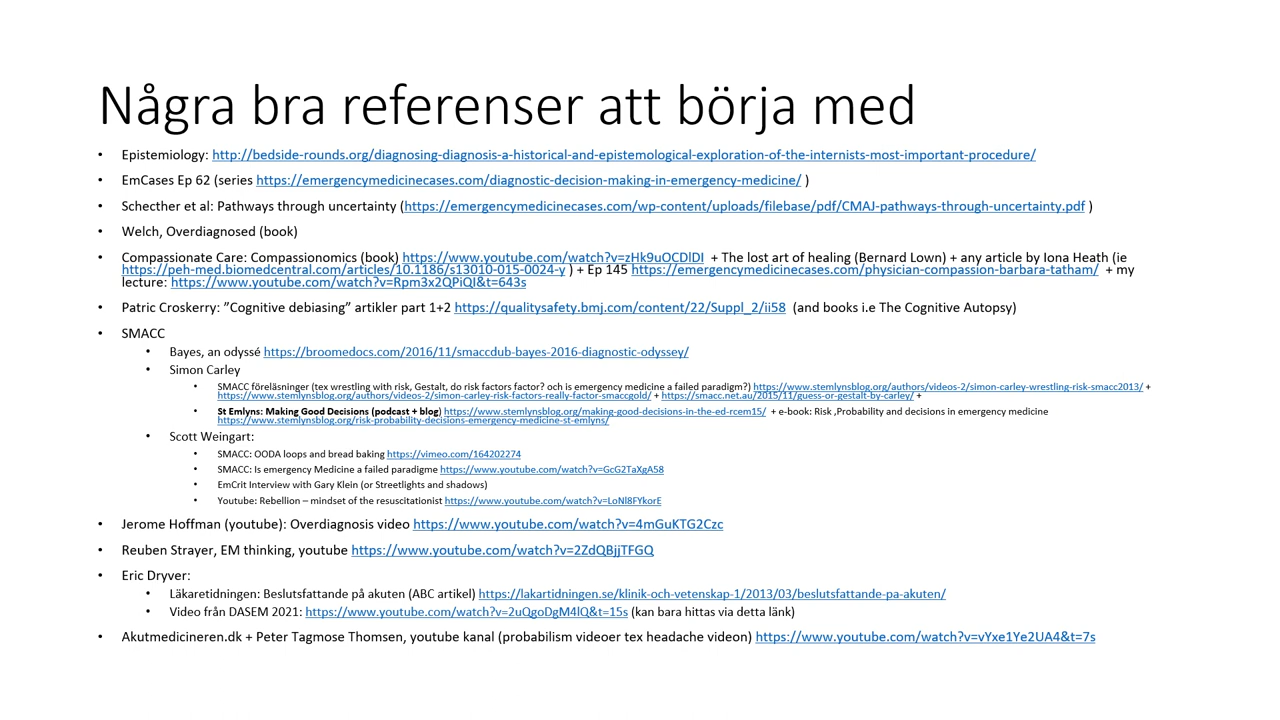 Några bra referenser att börja med
• Epistemiology: http://bedside-rounds.org/diagnosing-diagnosis-a-historical-and-epistemological-exploration-of-the-internists-most-important-procedure/
• EmCases Ep 62 (series https://emergencymedicinecases.com/diagnostic-decision-making-in-emergency-medicine/ )
• Schecther et al: Pathways through uncertainty (https://emergencymedicinecases.com/wp-content/uploads/filebase/pdf/CMAJ-pathways-through-uncertainty.pdf )
• Welch, Overdiagnosed (book)
• Compassionate Care: Compassionomics (book) https://www.youtube.com/watch?v=zHk9uOCDlDI + The lost art of healing (Bernard Lown) + any article by Iona Heath (ie
https://peh-med.biomedcentral.com/articles/10.1186/s13010-015-0024-y ) + Ep 145 https://emergencymedicinecases.com/physician-compassion-barbara-tatham/ + my
lecture: https://www.youtube.com/watch?v=Rpm3x2QPiQI&t=643s
• Patric Croskerry: ”Cognitive debiasing” artikler part 1+2 https://qualitysafety.bmj.com/content/22/Suppl_2/ii58 (and books i.e The Cognitive Autopsy)
• SMACC
• Bayes, an odyssé https://broomedocs.com/2016/11/smaccdub-bayes-2016-diagnostic-odyssey/
• Simon Carley
• SMACC föreläsninar (tex wrestling with risk, Gestalt, do risk factors factor? och is emergency medicine a failed paradigm?) https://www.stemlynsblog.org/authors/videos-2/simon-carley-wrestling-risk-smacc2013/ +
https://www.stemlynsblog.org/authors/videos-2/simon-carley-risk-factors-really-factor-smaccgold/ + https://smacc.net.au/2015/11/guess-or-gestalt-by-carley/ +
• St Emlyns: Making Good Decisions (podcast + blog) https://www.stemlynsblog.org/making-good-decisions-in-the-ed-rcem15/ + e-book: Risk ,Probability and decisions in emergency medicine
https://www.stemlynsblog.org/risk-probability-decisions-emergency-medicine-st-emlyns/
• Scott Weingart:
• SMACC: OODA loops and bread baking https://vimeo.com/164202274
• SMACC: Is emergency Medicine a failed paradigme https://www.youtube.com/watch?v=GcG2TaXgA58
• EmCrit Interview with Gary Klein (or Streetlights and shadows)
• Youtube: Rebellion – mindset of the resuscitationist https://www.youtube.com/watch?v=LoNl8FYkorE
• Jerome Hoffman (youtube): Overdiagnosis video https://www.youtube.com/watch?v=4mGuKTG2Czc
• Reuben Strayer, EM thinking, youtube https://www.youtube.com/watch?v=2ZdQBjjTFGQ
• Eric Dryver:
• Läkaretidningen: Beslutsfattande på akuten (ABC artikel) https://lakartidningen.se/klinik-och-vetenskap-1/2013/03/beslutsfattande-pa-akuten/
• Video från DASEM 2021: https://www.youtube.com/watch?v=2uQgoDgM4lQ&t=15s (kan bara hittas via detta länk)
• Akutmedicineren.dk + Peter Tagmose Thomsen, youtube kanal (probabilism videoer tex headache videon) https://www.youtube.com/watch?v=vYxe1Ye2UA4&t=7s